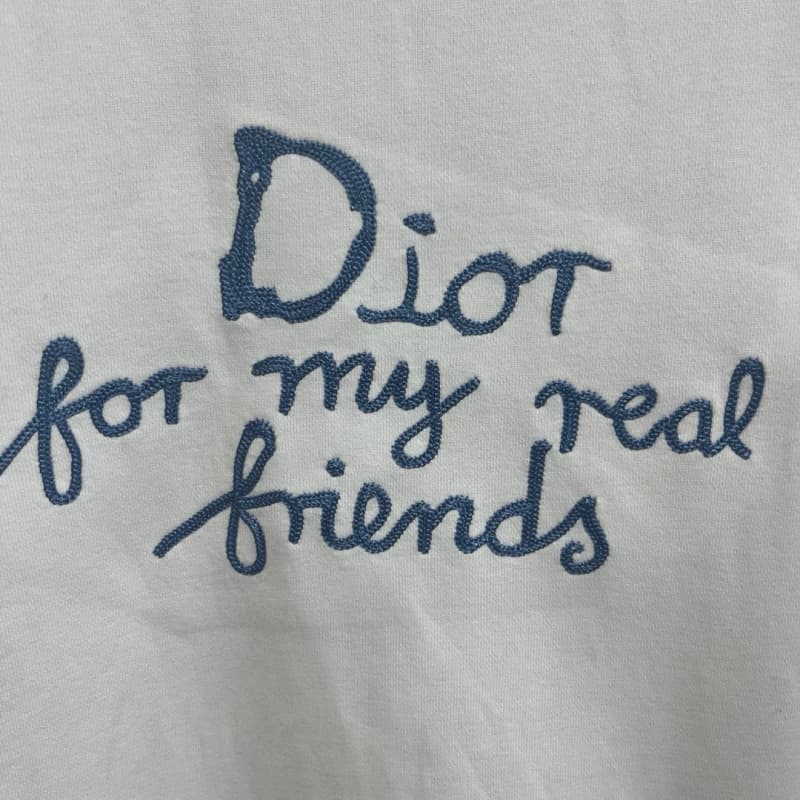 Dior
for my real
friends